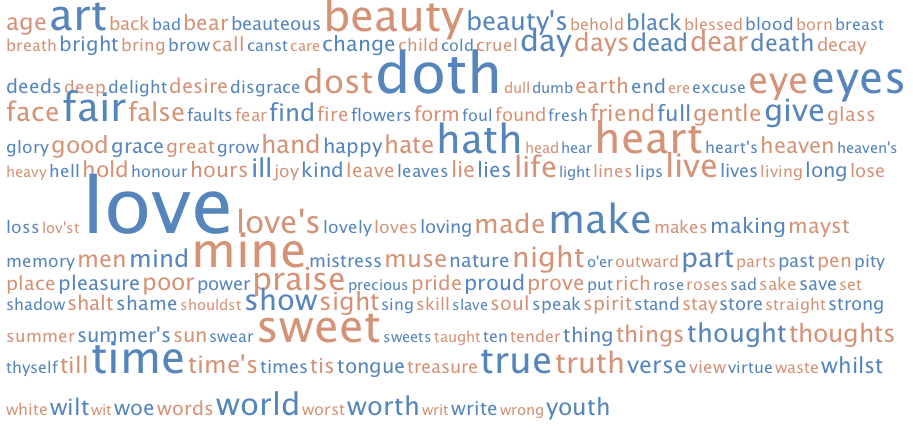 age art back bad bear beauteous beauty beauty's behold black blessed blood born breast
breath bright bring brow call canst care change child cold cruel day days dead dear death decay
deeds deep delight desire disgrace dost doth dull dumb earth end ere excuse eye eyes
face fair false faults fear find fire flowers form foul found fresh friend full gentle give glass
glory good grace great grow hand happy hate hath head hear heart heart's heaven heaven's
heavy hell hold honour hours ill joy kind leave leaves lie lies life light lines lips live lives living long lose
loss lov'st love love's lovely loves loving made make makes making mayst
memory men mind mine mistress muse nature night o'er outward part parts past pen pity
place pleasure poor power praise precious pride proud prove put rich rose roses sad sake save set
shadow shalt shame shouldst show sight sing skill slave soul speak spirit stand stay store straight strong
summer summer's sun swear sweet sweets taught ten tender thing things thought thoughts
thyself till time time's times tis tongue treasure true truth verse view virtue waste whilst
white wilt wit woe words world worst worth writ write wrong youth